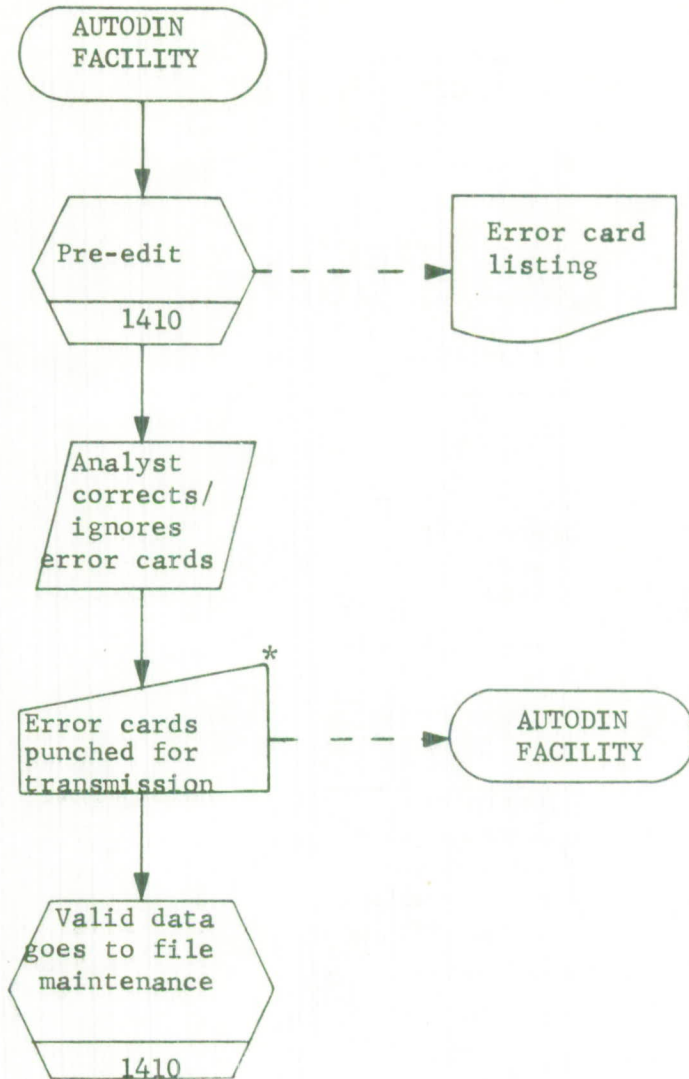 AUTODIN
FACILITY
Pre-edit
1410
Error card
listing
Analyst
corrects/
ignores
error cards
*
Error cards
punched for
transmission
AUTODIN
FACILITY
Valid data
goes to file
maintenance
1410